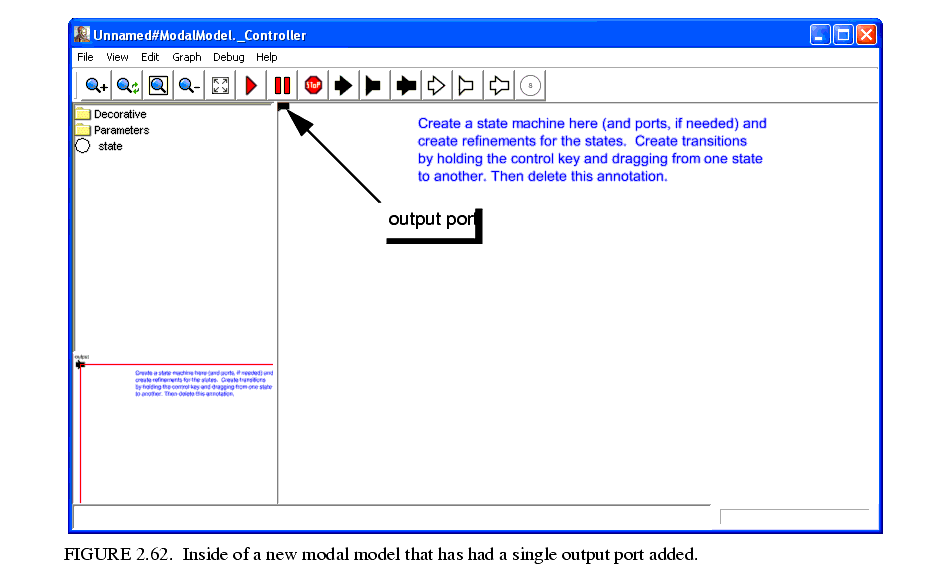 Unnamed#ModalModel._Controller
File View Edit Graph Debug Help
STOP
s
Decorative
Parameters
state
Create a state machine here (and ports, if needed) and
create refinements for the states. Create transitions
by holding the control key and dragging from one state
to another. Then delete this annotation.
output port
output
Create a state machine here (and ports, if needed) and
create refinements for the states. Create transitions
by holding the control key and dragging from one state
to another. Then delete this annotation.
FIGURE 2.62. Inside of a new modal model that has had a single output port added.